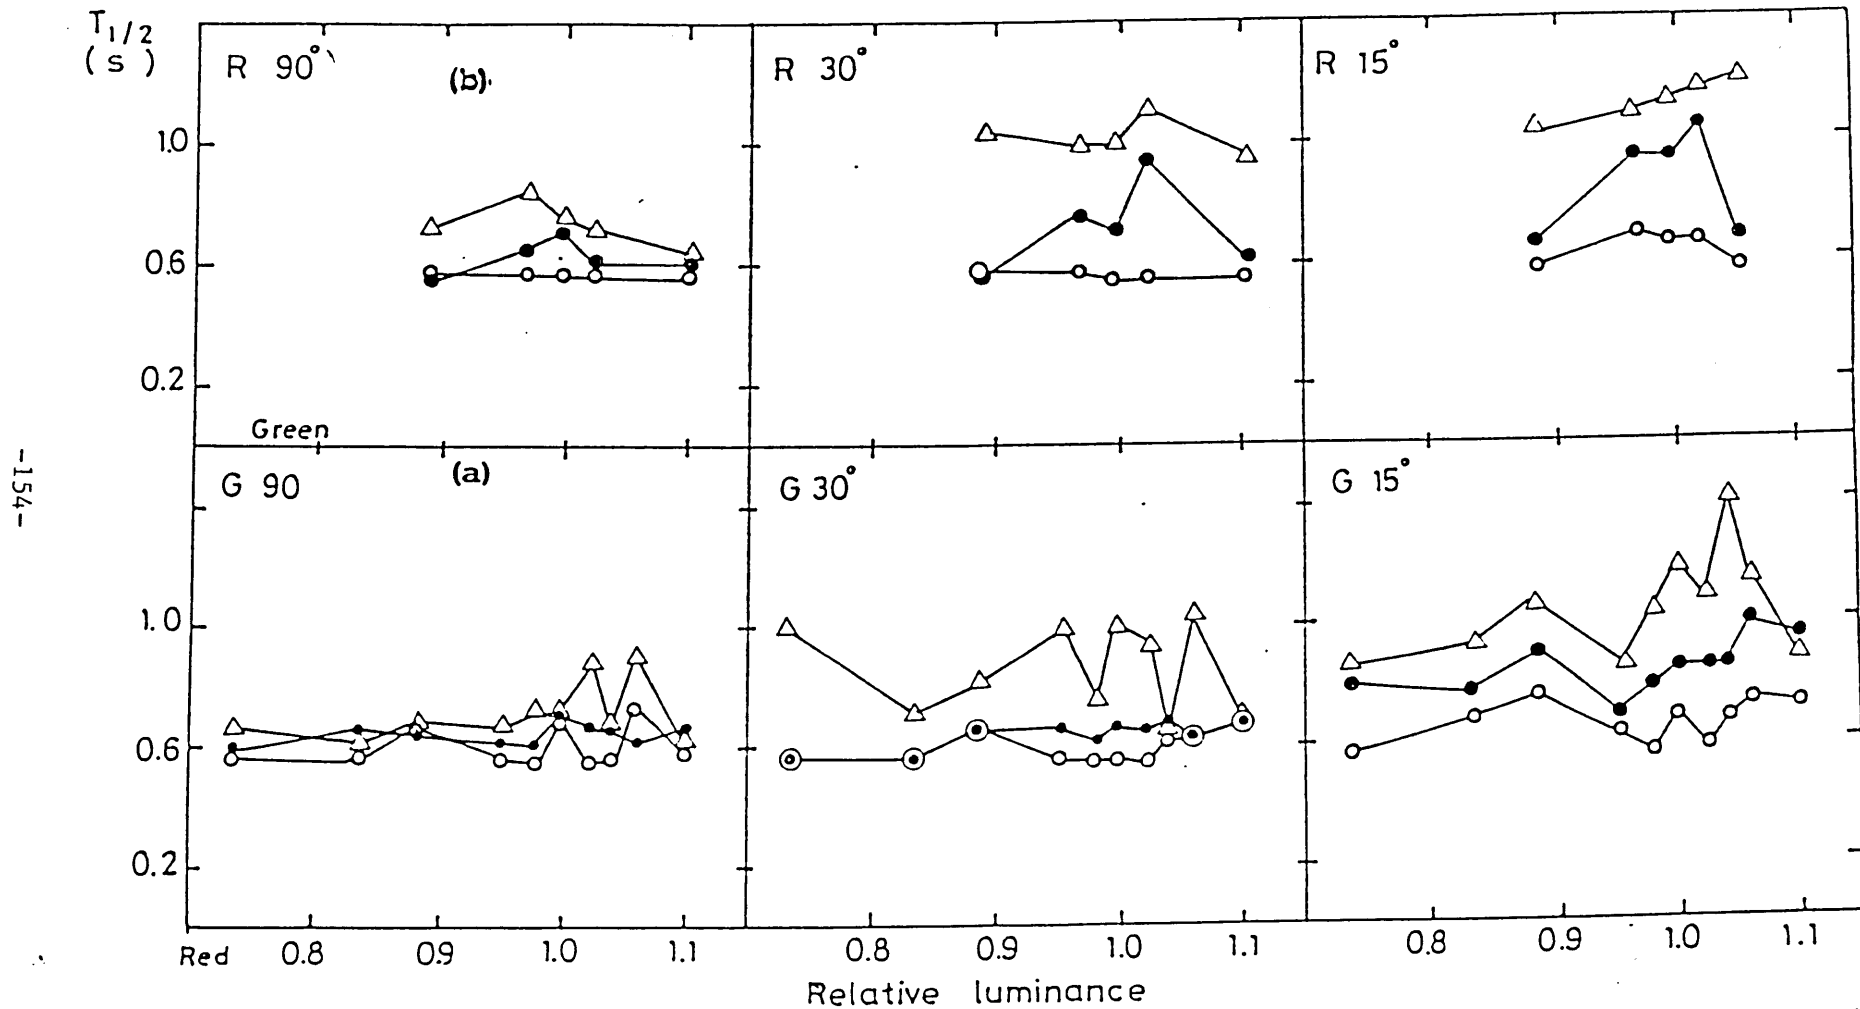 T1/2
(s)
R 90°
(b)
R 30°
R 15°
1.0
0.6
0.2
Green
G 90
(a)
G 30°
G 15°
1.0
0.6
0.2
Red 0.8 0.9 1.0 1.1 0.8 0.9 1.0 1.1 0.8 0.9 1.0 1.1
Relative luminance
-154-